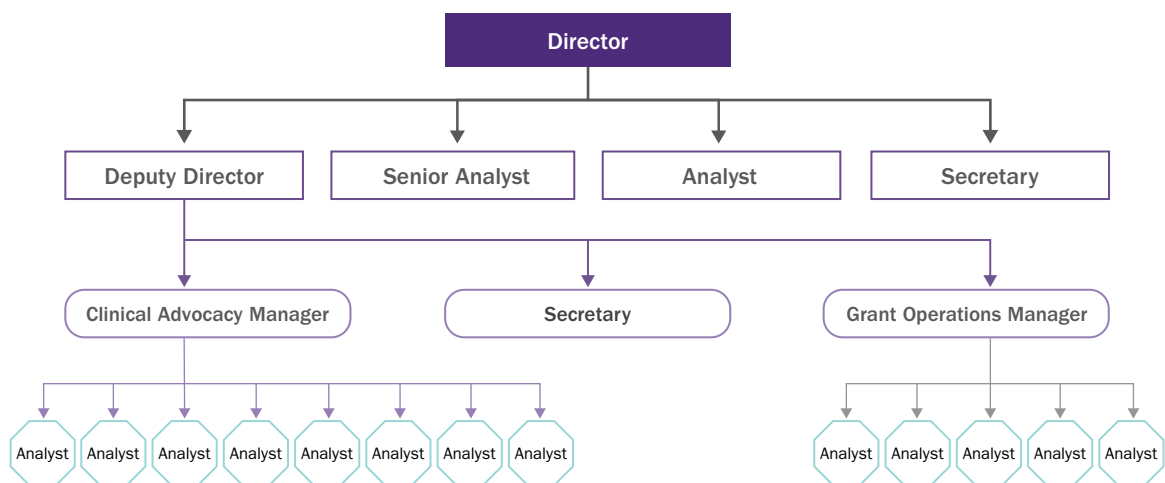 Director
Deputy Director
Senior Analyst
Analyst
Secretary
Clinical Advocacy Manager
Secretary
Grant Operations Manager
Analyst
Analyst
Analyst
Analyst
Analyst
Analyst
Analyst
Analyst
Analyst
Analyst
Analyst
Analyst
Analyst